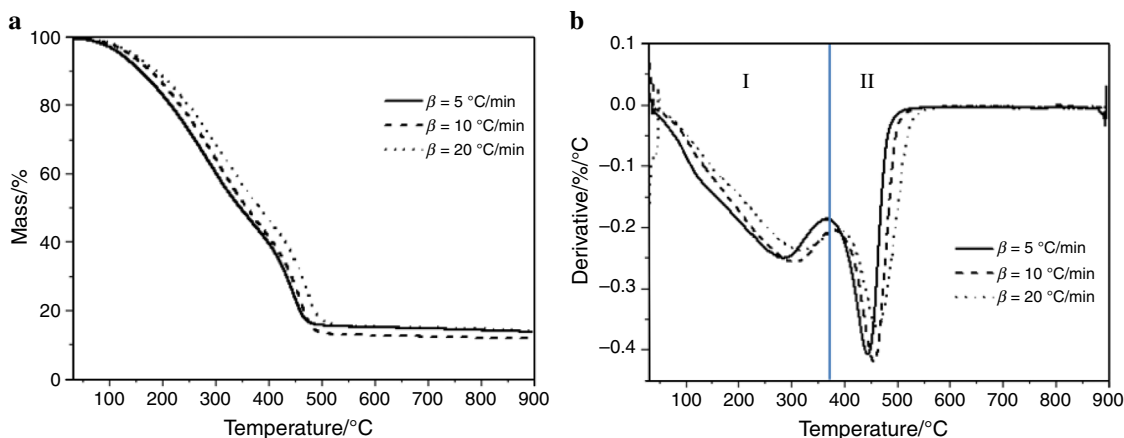 a
100
80
60
40
20
0
Mass/%
β = 5 °C/min
β = 10 °C/min
β = 20 °C/min
100 200 300 400 500 600 700 800 900
Temperature/°C
b
0.1
0.0
–0.1
–0.2
–0.3
–0.4
Derivative/%/°C
I II
β = 5 °C/min
β = 10 °C/min
β = 20 °C/min
100 200 300 400 500 600 700 800 900
Temperature/°C